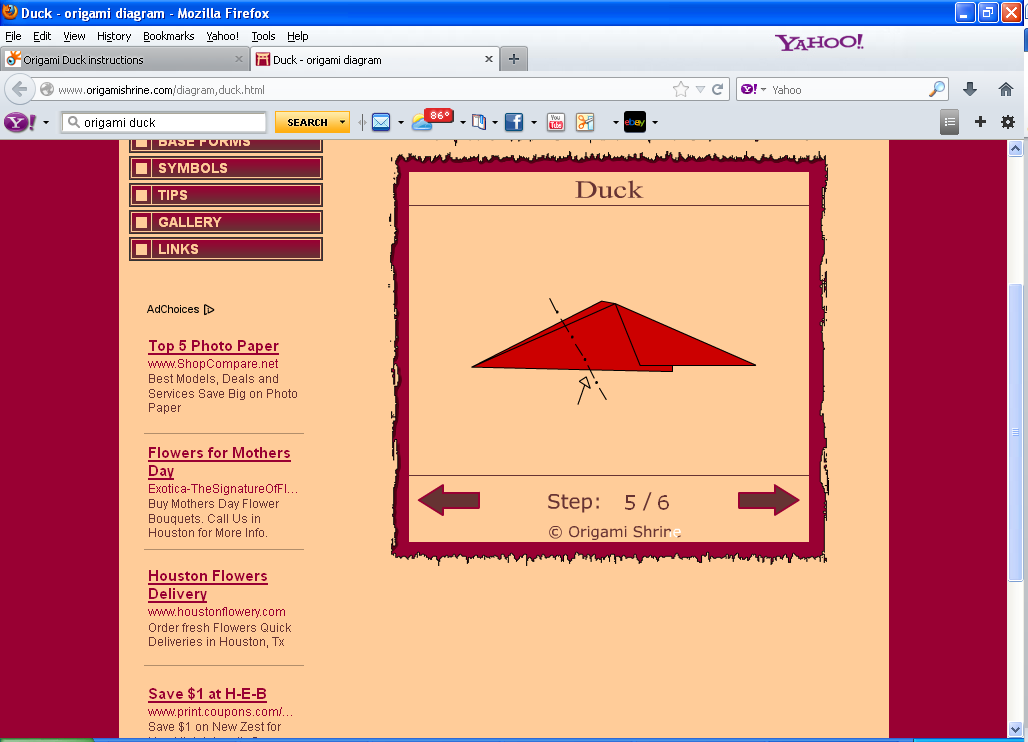 Duck - origami diagram - Mozilla Firefox
File Edit View History Bookmarks Yahoo! Tools Help
YAHOO!
Origami Duck instructions
Duck - origami diagram
www.origamishrine.com/diagram,duck.html
Yahoo
Y! origami duck SEARCH 86° You Tube ebay
BASE FORMS
SYMBOLS
TIPS
GALLERY
LINKS
AdChoices
Top 5 Photo Paper
www.ShopCompare.net
Best Models, Deals and
Services Save Big on Photo
Paper
Flowers for Mothers
Day
Exotica-TheSignatureOfFl...
Buy Mothers Day Flower
Bouquets. Call Us in
Houston for More Info.
Houston Flowers
Delivery
www.houstonflowery.com
Order fresh Flowers Quick
Deliveries in Houston, Tx
Save $1 at H-E-B
www.print.coupons.com/...
Save $1 on New Zest for
Duck
Step: 5 / 6
© Origami Shrine